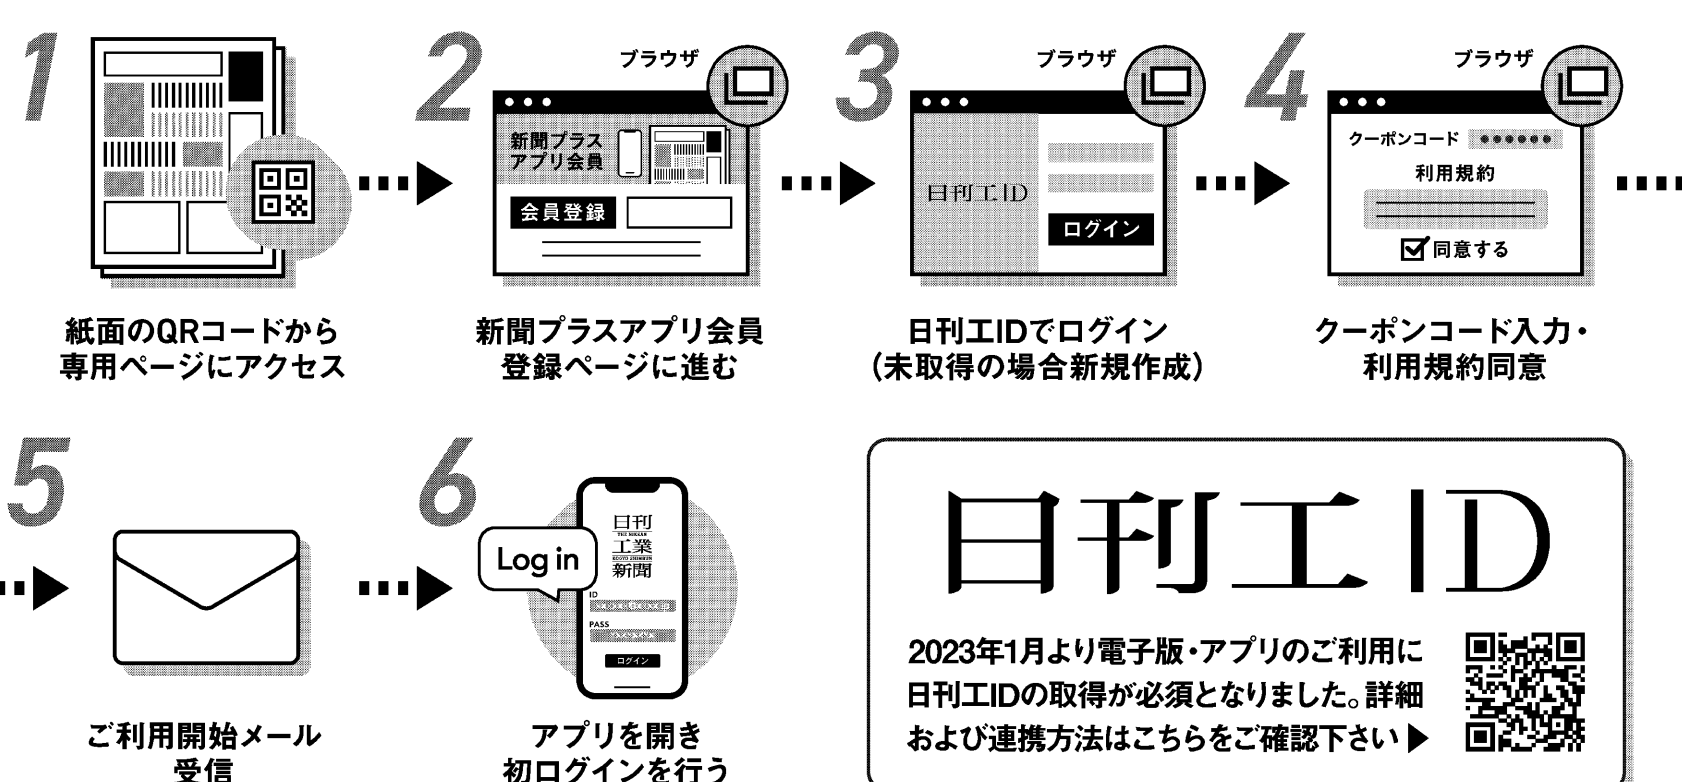 1
紙面のQRコードから
専用ページにアクセス
2
ブラウザ
新聞プラス
アプリ会員
会員登録
新聞プラスアプリ会員
登録ページに進む
3
ブラウザ
日刊工ID
ログイン
日刊工IDでログイン
(未取得の場合新規作成)
4
ブラウザ
クーポンコード ●●●●●●
利用規約
同意する
クーポンコード入力・
利用規約同意
5
ご利用開始メール
受信
6
Log in
日刊
THE NIKKAN
工業
KOGYO SHIMBUN
新聞
ID
PASS
ログイン
アプリを開き
初ログインを行う
日刊工ID
2023年1月より電子版・アプリのご利用に
日刊工IDの取得が必須となりました。詳細
および連携方法はこちらをご確認下さい▶